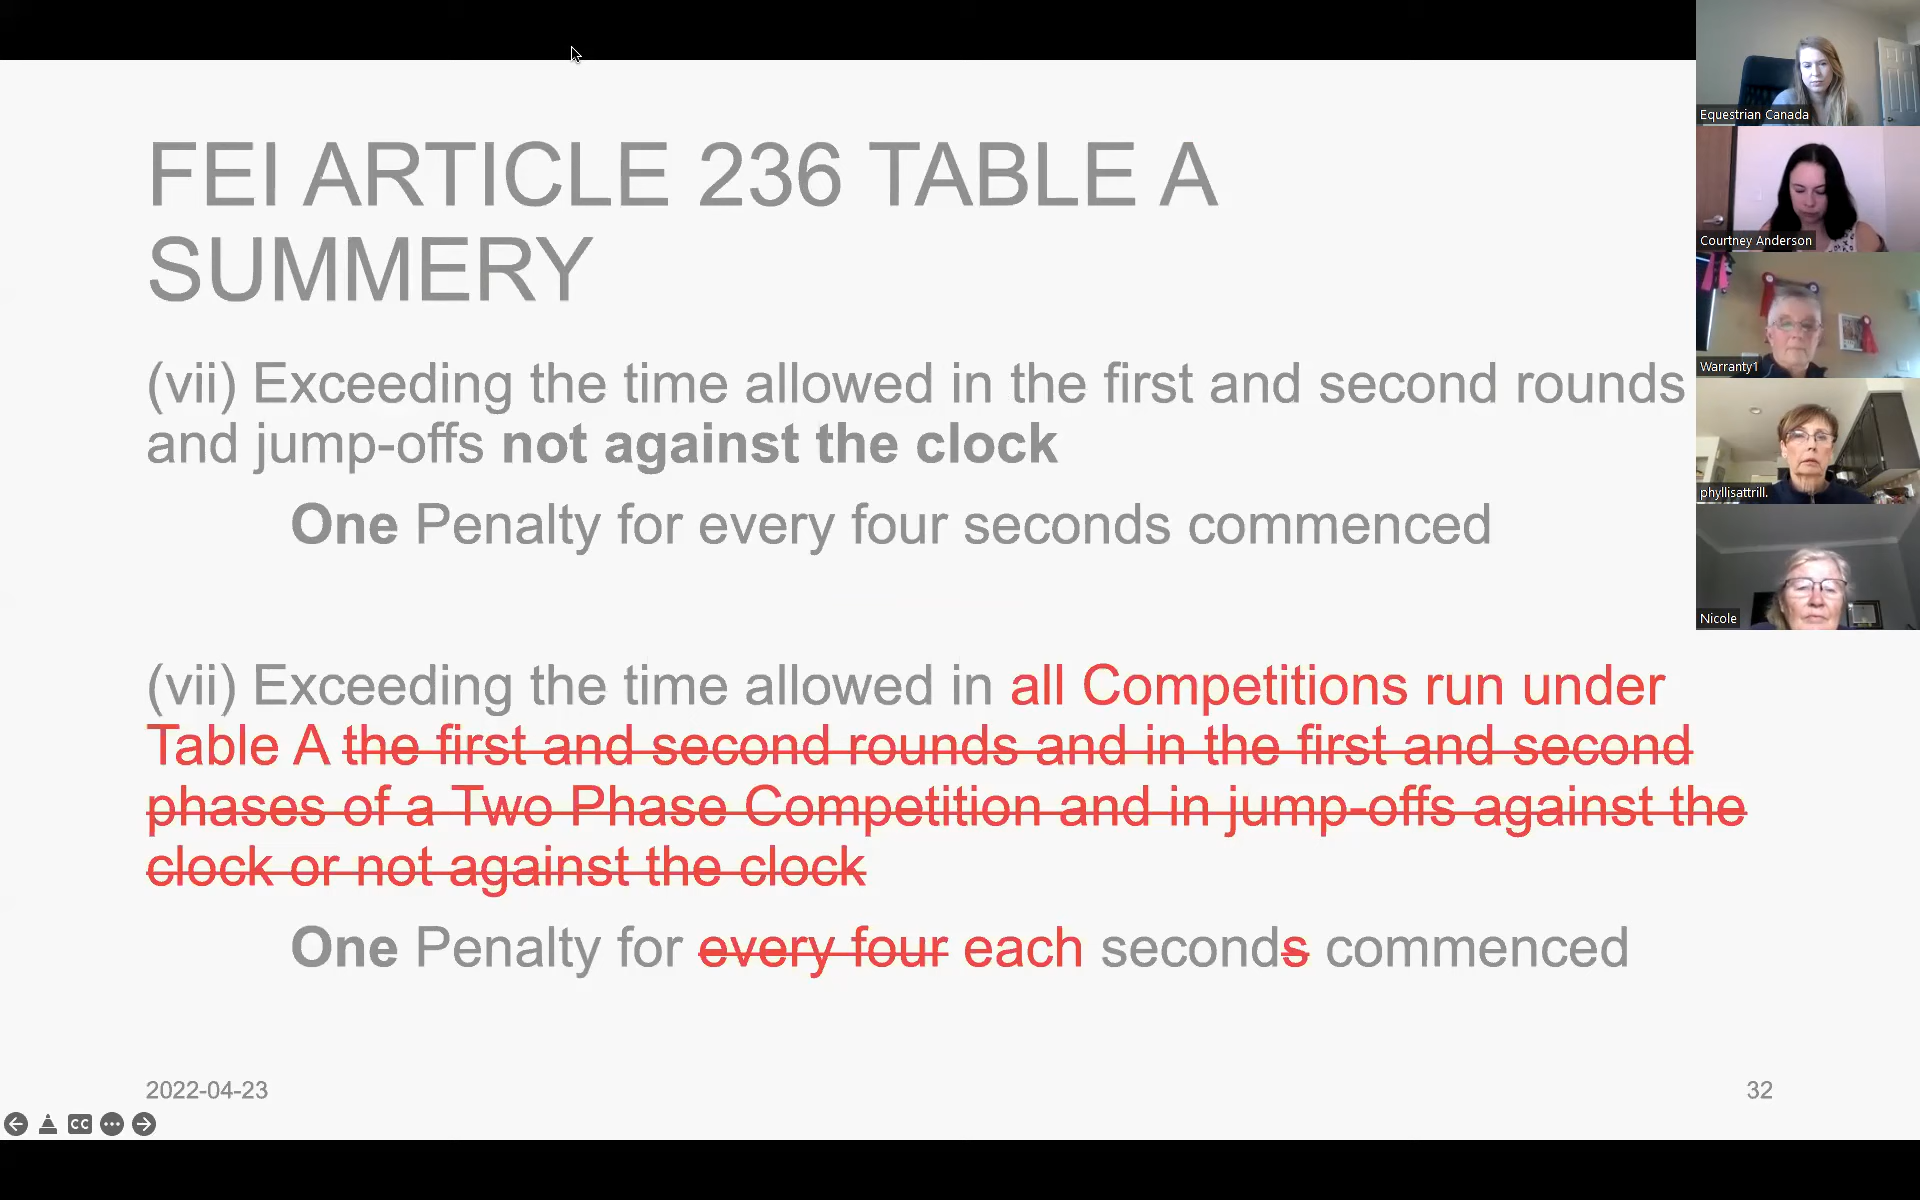 FEI ARTICLE 236 TABLE A
SUMMERY
(vii) Exceeding the time allowed in the first and second rounds
and jump-offs not against the clock
One Penalty for every four seconds commenced
(vii) Exceeding the time allowed in all Competitions run under
Table A the first and second rounds and in the first and second
phases of a Two Phase Competition and in jump-offs against the
clock or not against the clock
One Penalty for every four each seconds commenced
2022-04-23
32
CC
Equestrian Canada
Courtney Anderson
Warranty1
phyllisattrill.
Nicole